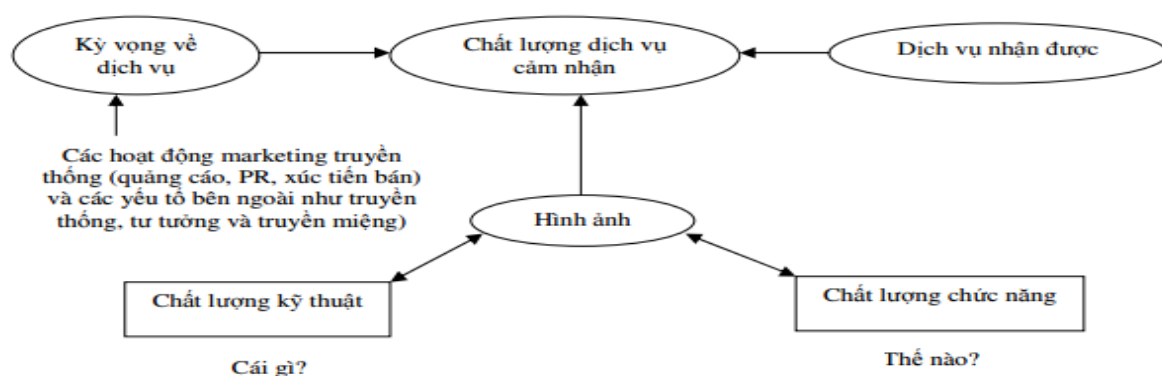 Kỳ vọng về
dịch vụ
Chất lượng dịch vụ
cảm nhận
Dịch vụ nhận được
Các hoạt động marketing truyền
thống (quảng cáo, PR, xúc tiến bán)
và các yếu tố bên ngoài như truyền
thống, tư tưởng và truyền miệng)
Hình ảnh
Chất lượng kỹ thuật
Chất lượng chức năng
Cái gì?
Thế nào?